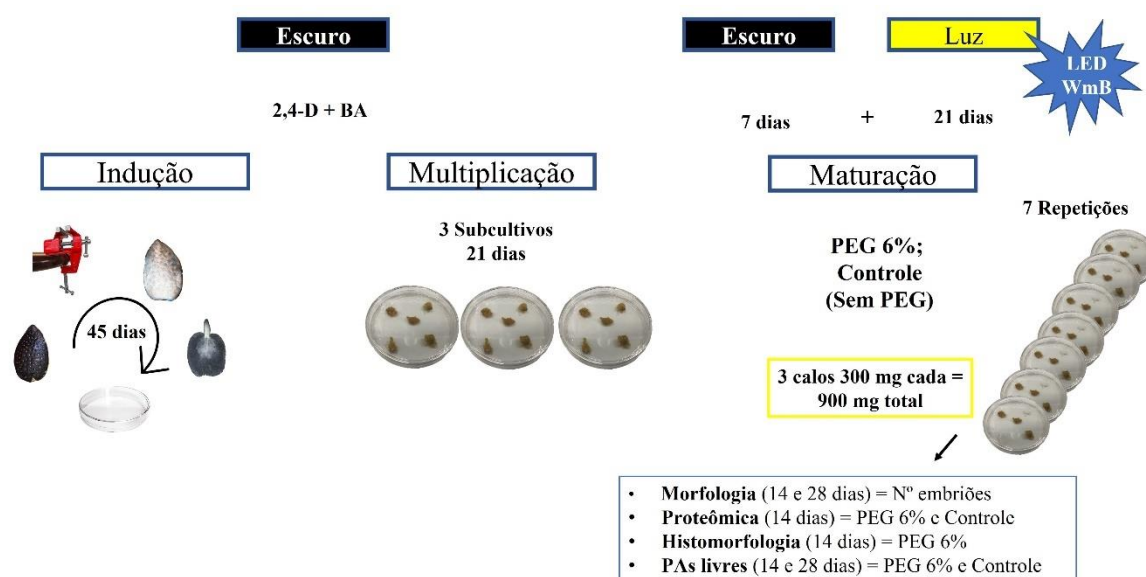 Escuro
Escuro
Luz
LED
WmB
2,4-D + BA
7 dias + 21 dias
Indução
Multiplicação
Maturação
45 dias
3 Subcultivos
21 dias
PEG 6%;
Controle
(Sem PEG)
7 Repetições
3 calos 300 mg cada =
900 mg total
• Morfologia (14 e 28 dias) = Nº embriões
• Proteômica (14 dias) = PEG 6% e Controle
• Histomorfologia (14 dias) = PEG 6%
• PAs livres (14 e 28 dias) = PEG 6% e Controle